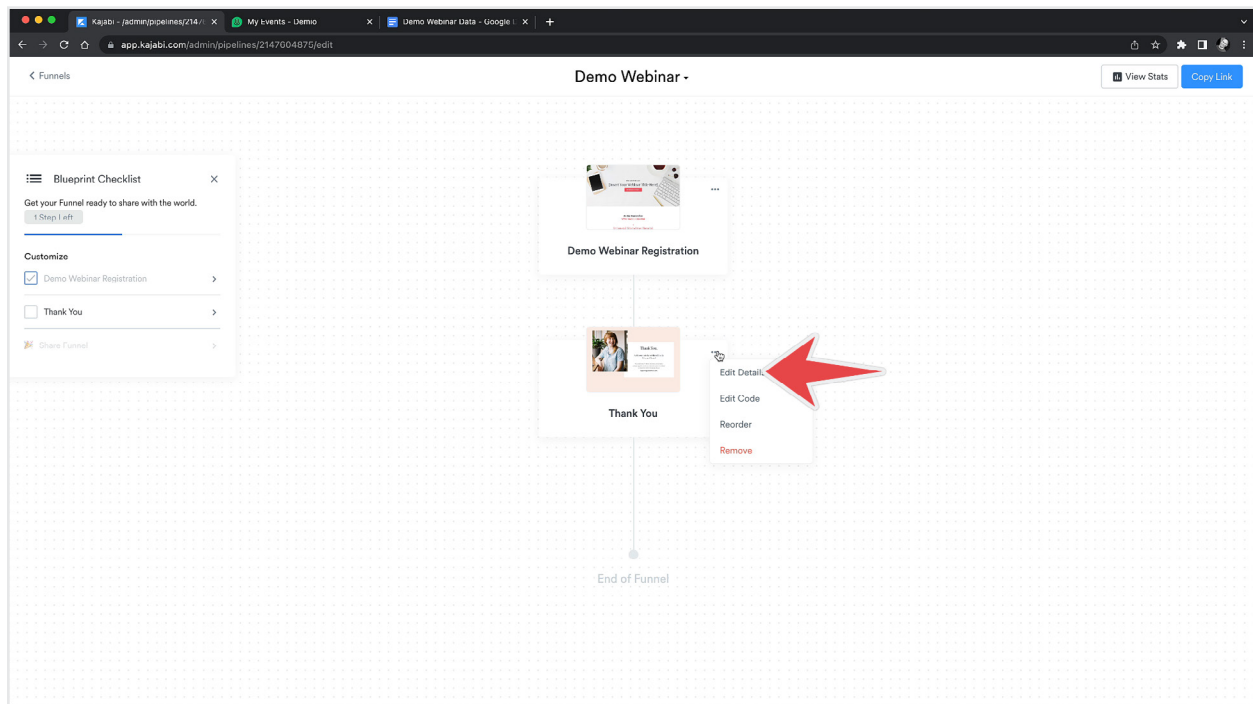 Kajabi - /admin/pipelines/2147
My Events - Demio
Demo Webinar Data - Google
app.kajabi.com/admin/pipelines/2147604875/edit
Funnels
Demo Webinar
View Stats
Copy Link
Blueprint Checklist
Get your Funnel ready to share with the world.
1 Step Left
Customize
Demo Webinar Registration
Thank You
Share Funnel
Demo Webinar Registration
Thank You
Thank You
Edit Details
Edit Code
Reorder
Remove
End of Funnel